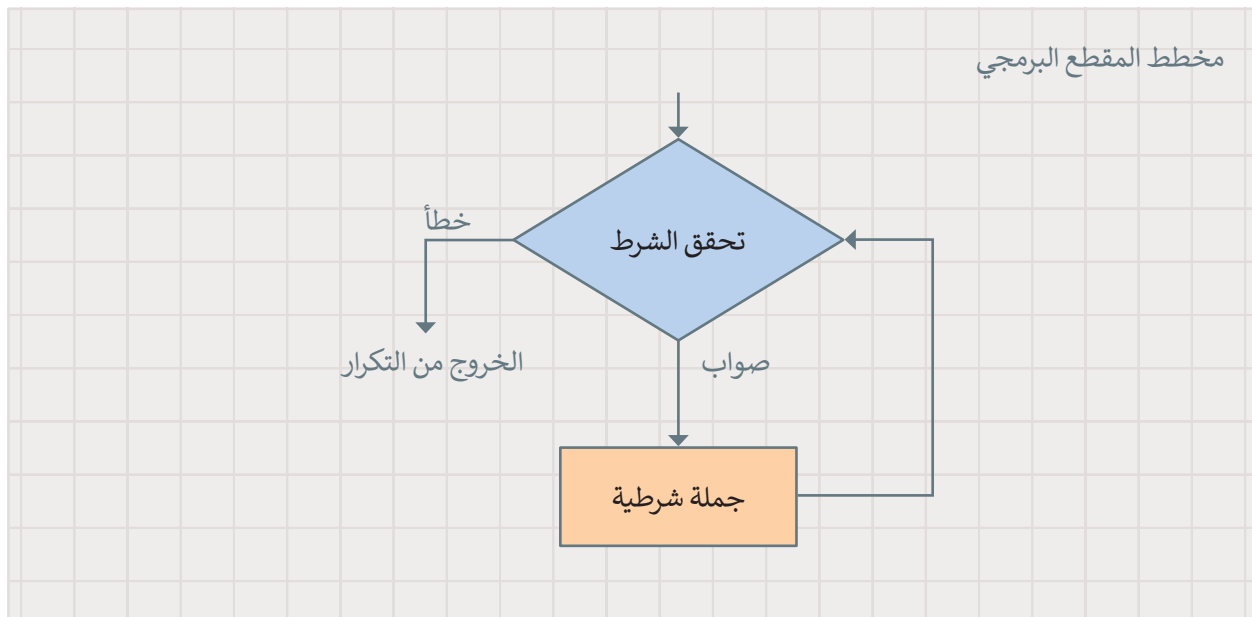 مخطط المقطع البرمجي
تحقق الشرط
خطأ
صواب
الخروج من التكرار
جملة شرطية